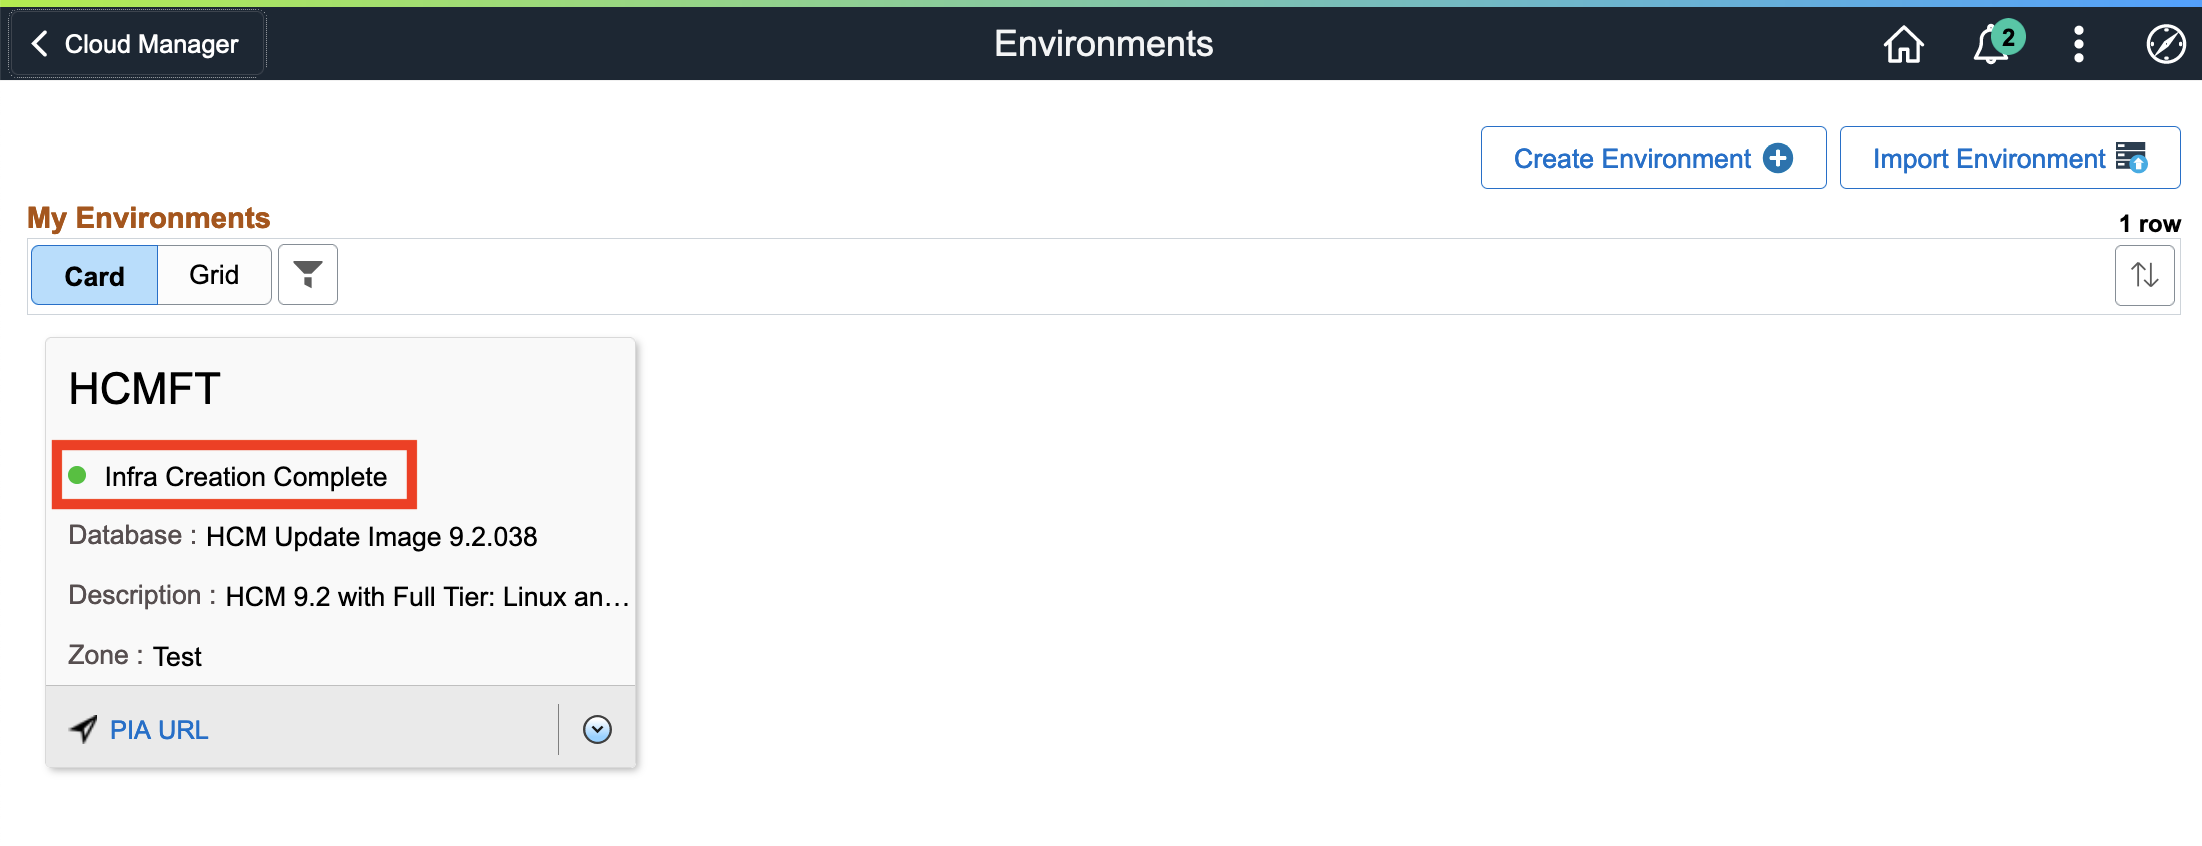 Cloud Manager
Environments
2
Create Environment
Import Environment
My Environments
1 row
Card
Grid
HCMFT
Infra Creation Complete
Database : HCM Update Image 9.2.038
Description : HCM 9.2 with Full Tier: Linux an...
Zone : Test
PIA URL